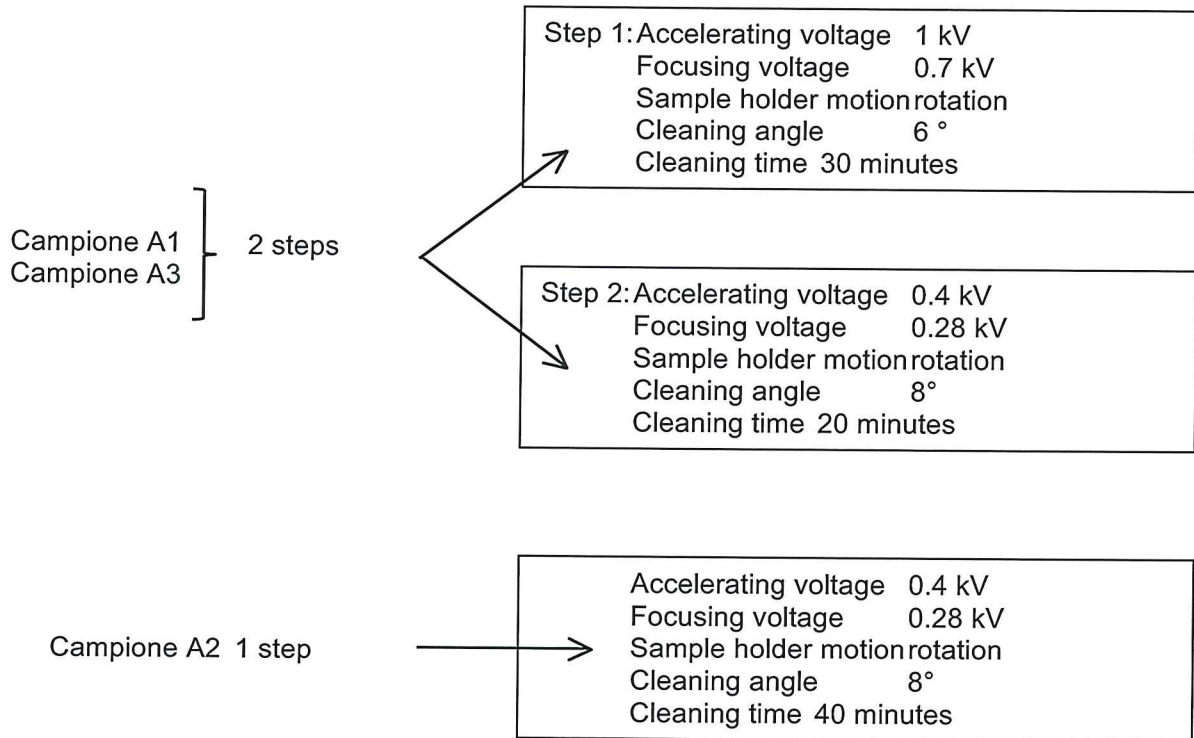 Step 1: Accelerating voltage 1 kV
Focusing voltage 0.7 kV
Sample holder motion rotation
Cleaning angle 6 °
Cleaning time 30 minutes
Campione A1
Campione A3
2 steps
Step 2: Accelerating voltage 0.4 kV
Focusing voltage 0.28 kV
Sample holder motion rotation
Cleaning angle 8°
Cleaning time 20 minutes
Campione A2 1 step
Accelerating voltage 0.4 kV
Focusing voltage 0.28 kV
Sample holder motion rotation
Cleaning angle 8°
Cleaning time 40 minutes